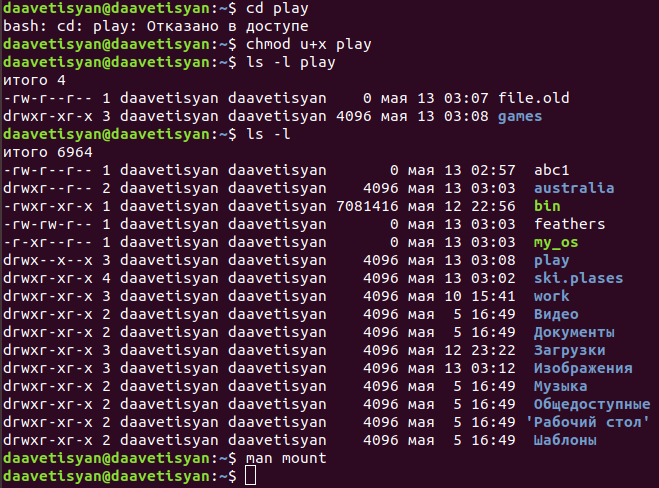 daavetisyan@daavetisyan:~$ cd play
bash: cd: play: Отказано в доступе
daavetisyan@daavetisyan:~$ chmod u+x play
daavetisyan@daavetisyan:~$ ls -l play
итого 4
-rw-r--r-- 1 daavetisyan daavetisyan    0 мая 13 03:07 file.old
drwxr-xr-x 3 daavetisyan daavetisyan 4096 мая 13 03:08 games
daavetisyan@daavetisyan:~$ ls -l
итого 6964
-rw-r--r-- 1 daavetisyan daavetisyan       0 мая 13 02:57  abc1
drwxr--r-- 2 daavetisyan daavetisyan    4096 мая 13 03:03  australia
-rwxr-xr-x 1 daavetisyan daavetisyan 7081416 мая 12 22:56  bin
-rw-rw-r-- 1 daavetisyan daavetisyan       0 мая 13 03:03  feathers
-r-xr--r-- 1 daavetisyan daavetisyan       0 мая 13 03:03  my_os
drwx--x--x 3 daavetisyan daavetisyan    4096 мая 13 03:08  play
drwxr-xr-x 4 daavetisyan daavetisyan    4096 мая 13 03:02  ski.plases
drwxr-xr-x 3 daavetisyan daavetisyan    4096 мая 10 15:41  work
drwxr-xr-x 2 daavetisyan daavetisyan    4096 мая  5 16:49  Видео
drwxr-xr-x 2 daavetisyan daavetisyan    4096 мая  5 16:49  Документы
drwxr-xr-x 3 daavetisyan daavetisyan    4096 мая 12 23:22  Загрузки
drwxr-xr-x 3 daavetisyan daavetisyan    4096 мая 13 03:12  Изображения
drwxr-xr-x 2 daavetisyan daavetisyan    4096 мая  5 16:49  Музыка
drwxr-xr-x 2 daavetisyan daavetisyan    4096 мая  5 16:49  Общедоступные
drwxr-xr-x 2 daavetisyan daavetisyan    4096 мая  5 16:49 'Рабочий стол'
drwxr-xr-x 2 daavetisyan daavetisyan    4096 мая  5 16:49  Шаблоны
daavetisyan@daavetisyan:~$ man mount
daavetisyan@daavetisyan:~$